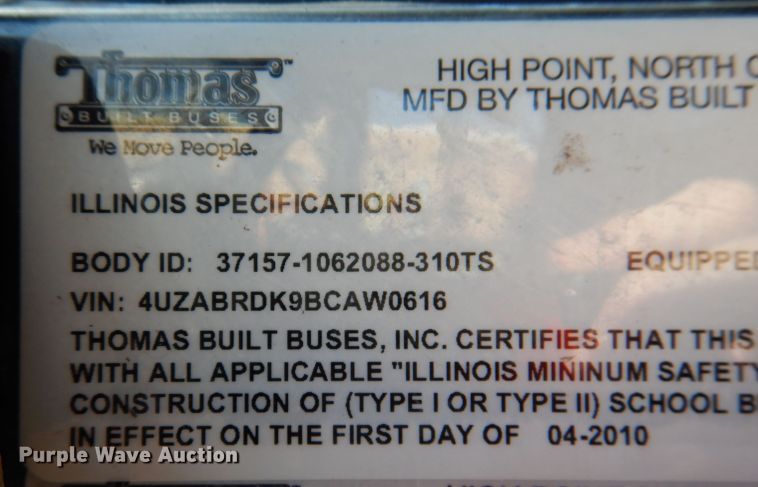 Thomas™
BUILT BUSES
We Move People.
HIGH POINT, NORTH C
MFD BY THOMAS BUILT
ILLINOIS SPECIFICATIONS
BODY ID: 37157-1062088-310TS EQUIPPED
VIN: 4UZABRDK9BCAW0616
THOMAS BUILT BUSES, INC. CERTIFIES THAT THIS
WITH ALL APPLICABLE "ILLINOIS MININUM SAFETY
CONSTRUCTION OF (TYPE I OR TYPE II) SCHOOL B
IN EFFECT ON THE FIRST DAY OF 04-2010
Purple Wave Auction